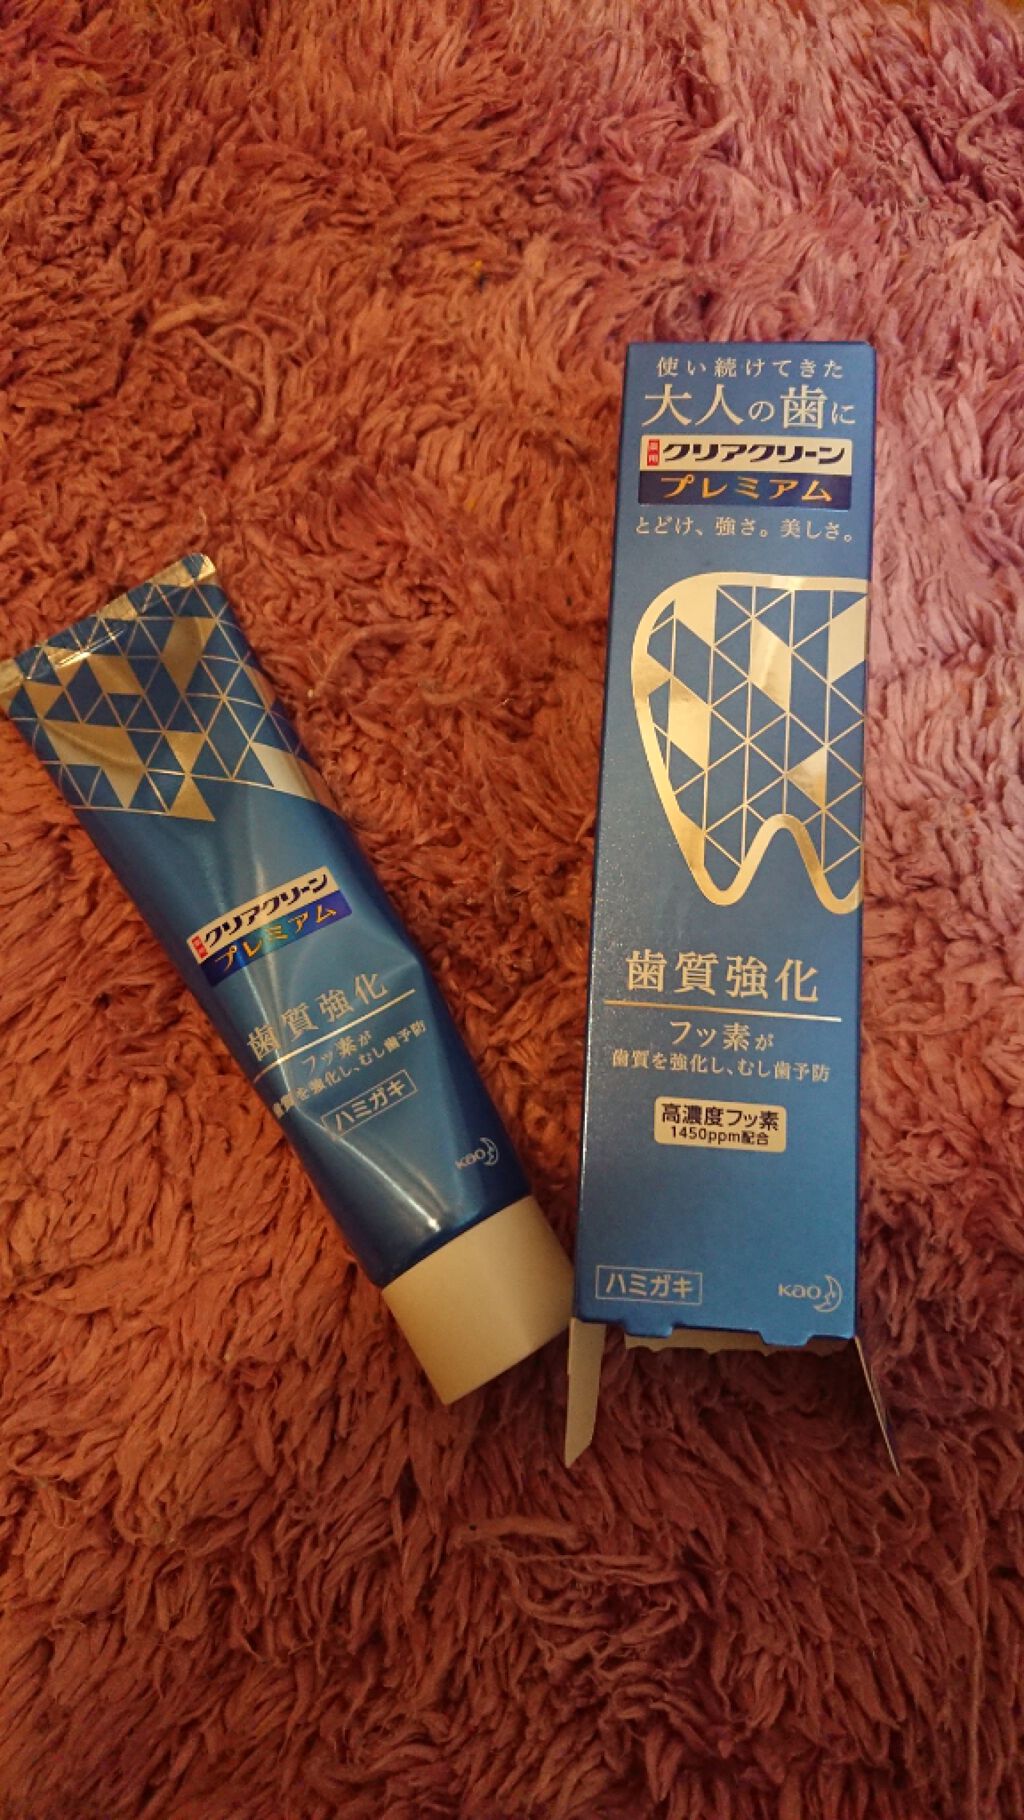 使い続けてきた
大人の歯に
薬用
クリアクリーン
プレミアム
とどけ、強さ。美しさ。
歯質強化
フッ素が
歯質を強化し、むし歯予防
高濃度フッ素
1450ppm配合
ハミガキ
Kao
薬用
クリアクリーン
プレミアム
歯質強化
フッ素が
歯質を強化し、むし歯予防
ハミガキ
Kao